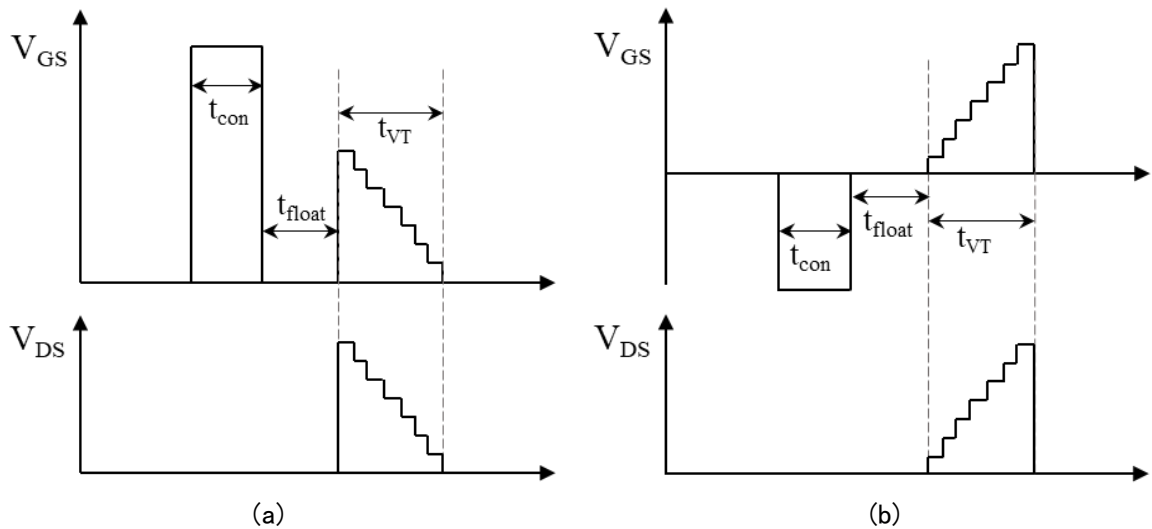 V_GS
t_con
t_VT
t_float
V_DS
(a)
V_GS
t_con
t_float
t_VT
V_DS
(b)